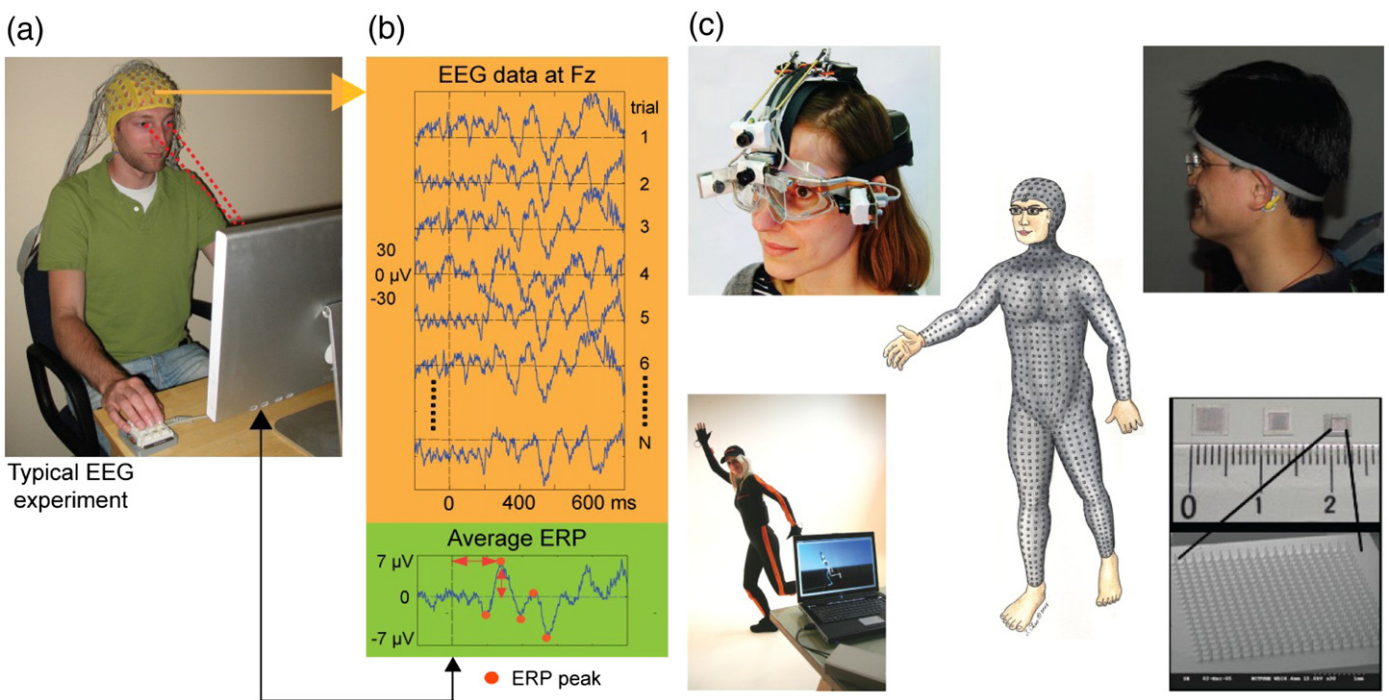 (a)
(b)
(c)
EEG data at Fz
trial
1
2
3
30
0 µV
-30
4
5
6
N
0 400 600 ms
Typical EEG
experiment
Average ERP
7 µV
0
-7 µV
ERP peak
0 1 2